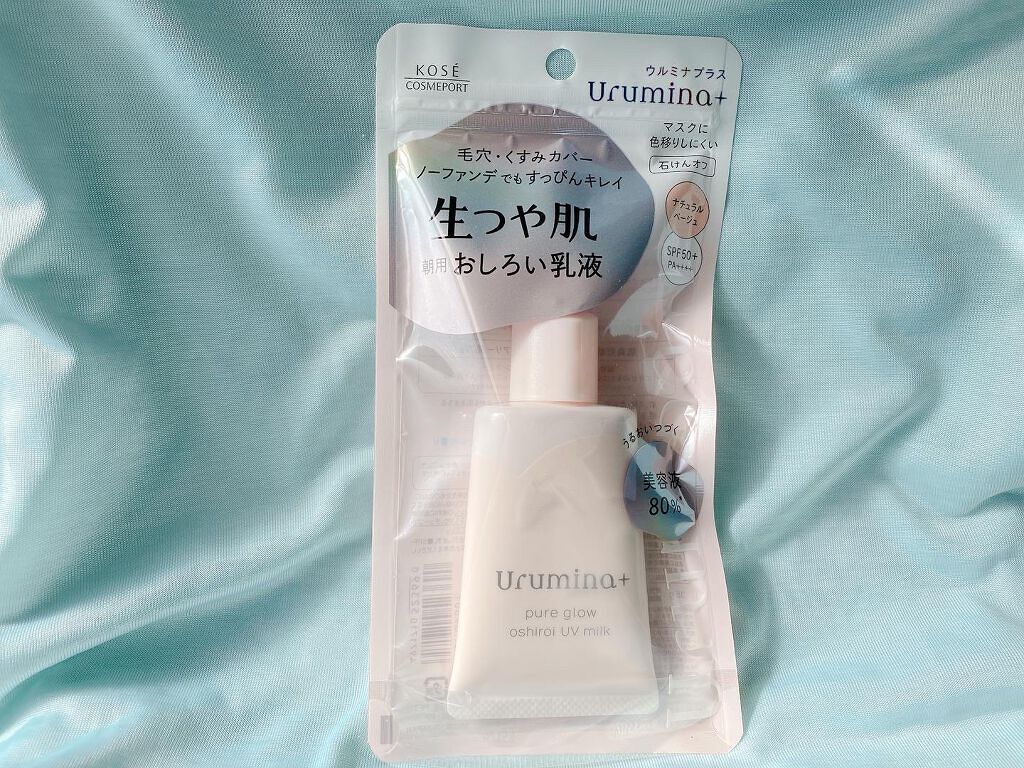 KOSÉ
COSMEPORT
ウルミナプラス
Urumina+
マスクに
色移りしにくい
石けんオフ
毛穴・くすみカバー
ノーファンデでもすっぴんキレイ
生つや肌
朝用 おしろい乳液
ナチュラル
ベージュ
SPF50+
PA++++
うるおいつづく
美容液
80%
Urumina+
pure glow
oshiroi UV milk